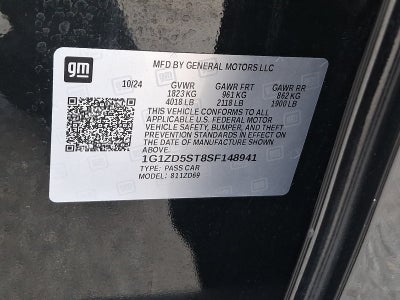 gm
MFD BY GENERAL MOTORS LLC
10/24 GVWR GAWR FRT GAWR RR
1823 KG 961 KG 862 KG
4018 LB 2118 LB 1900 LB
THIS VEHICLE CONFORMS TO ALL
APPLICABLE U.S. FEDERAL MOTOR
VEHICLE SAFETY, BUMPER, AND THEFT
PREVENTION STANDARDS IN EFFECT ON
THE DATE OF MANUFACTURE SHOWN ABOVE.
1G1ZD5ST8SF148941
TYPE: PASS CAR
MODEL: 811ZD69